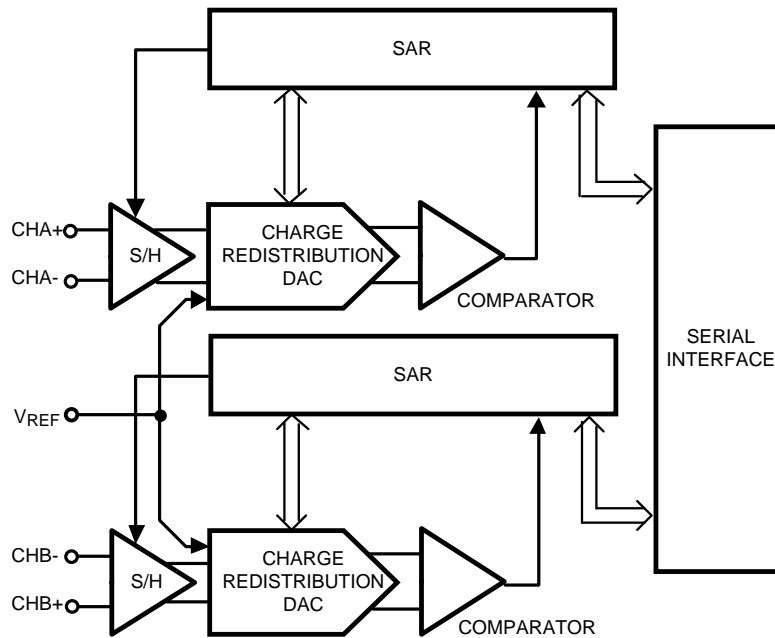 SAR
CHA+
CHA-
S/H
CHARGE
REDISTRIBUTION
DAC
COMPARATOR
SERIAL
INTERFACE
SAR
VREF
CHB-
CHB+
S/H
CHARGE
REDISTRIBUTION
DAC
COMPARATOR